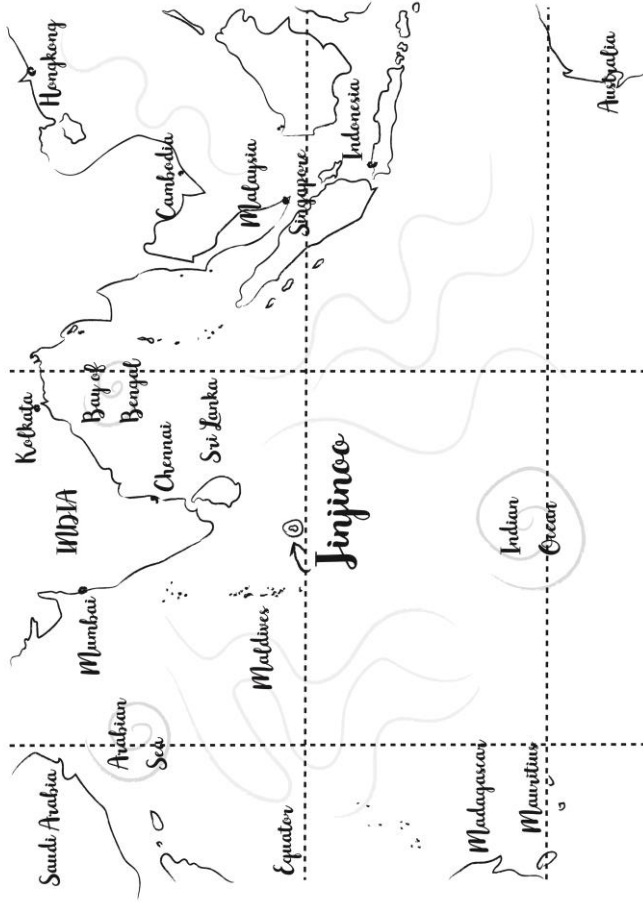 Kolkata
Saudi Arabia
Hongkong
INDIA
Mumbai
Bay of
Bengal
Arabian
Sea
Chennai
Cambodia
Sri Lanka
Malaysia
Maldives
Equator
Singapore
Jinjinoo
Indonesia
Madagascar
Indian
Ocean
Mauritius
Australia